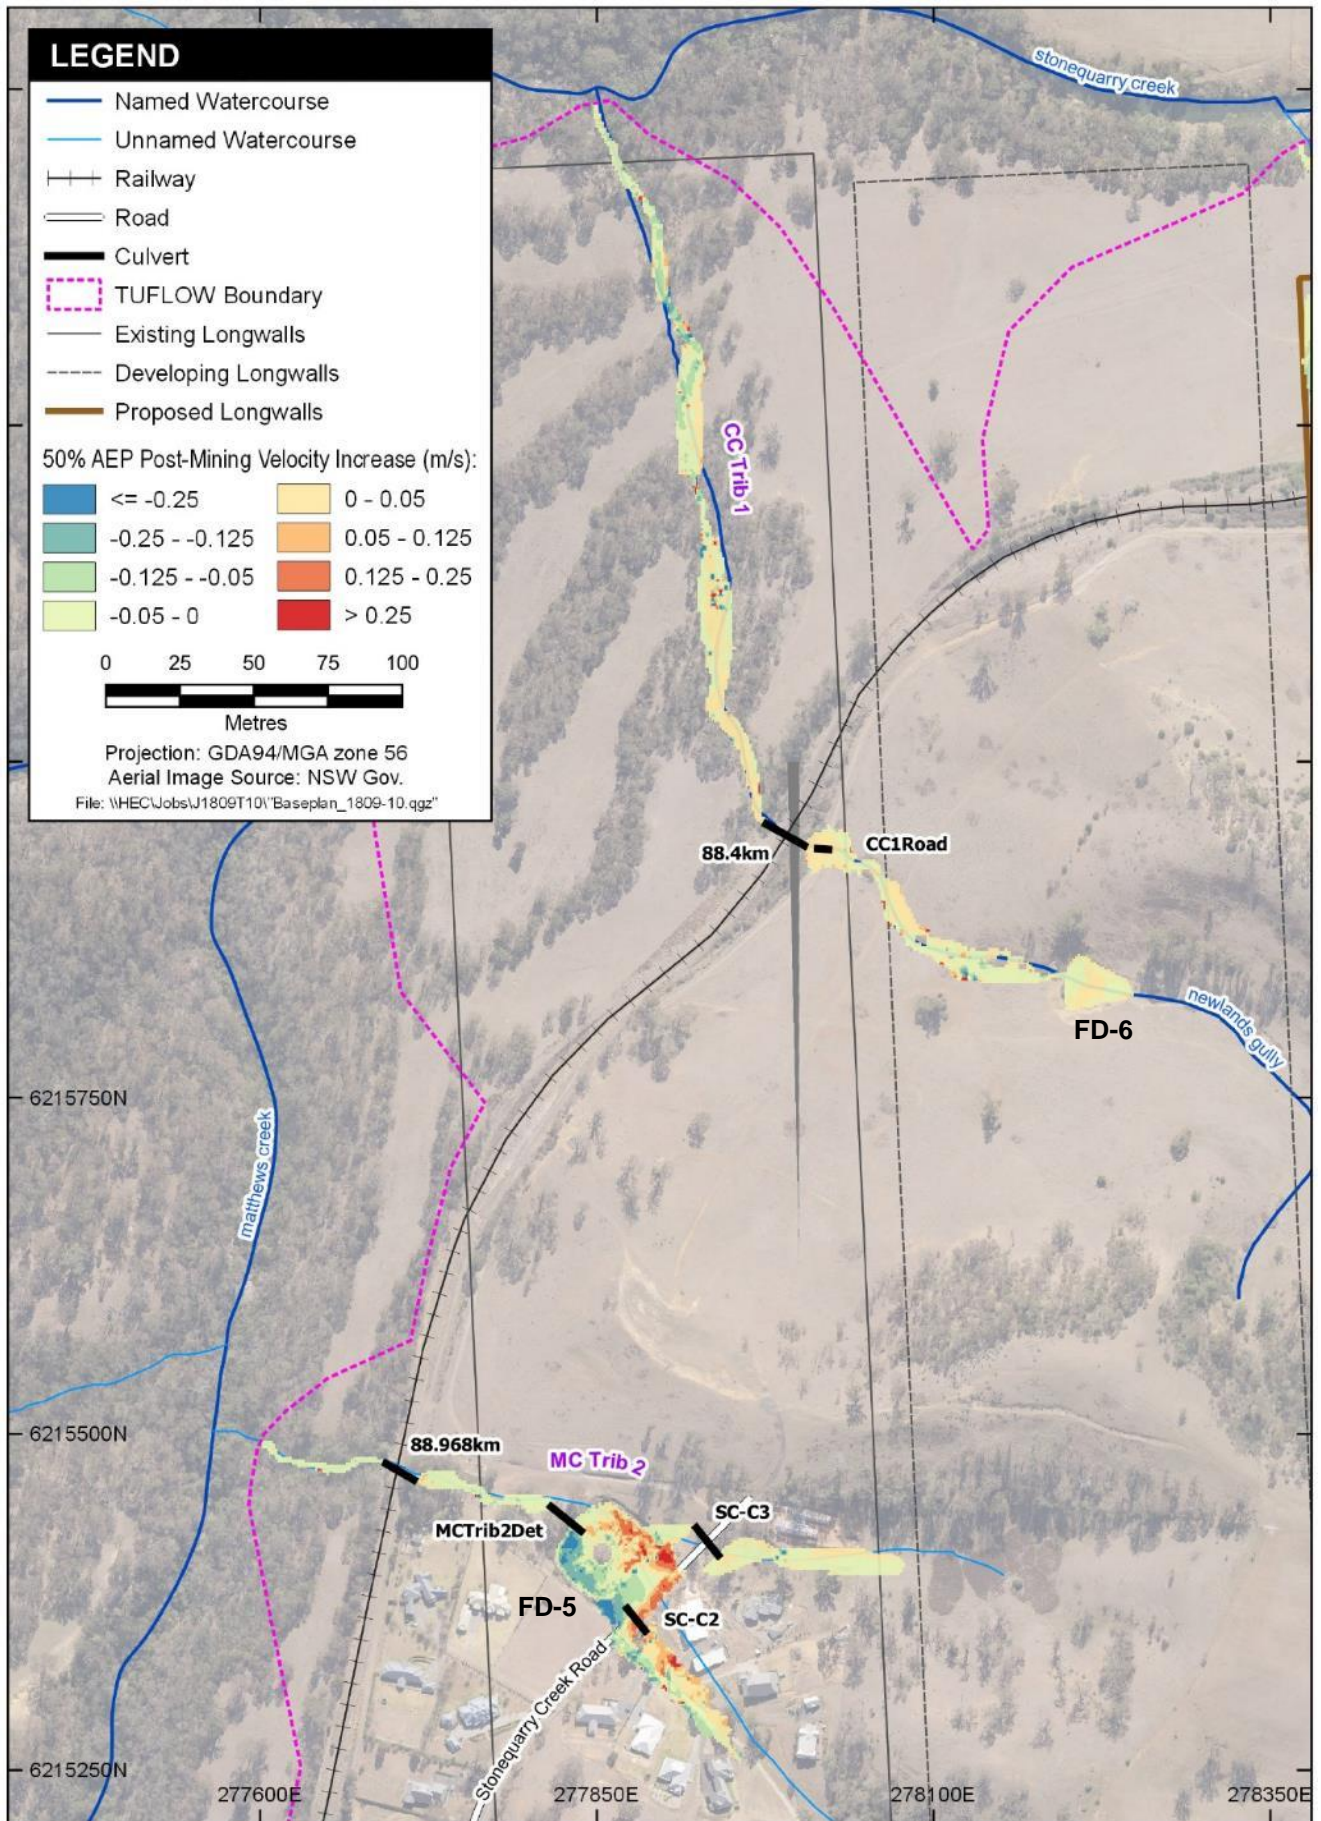 LEGEND
Named Watercourse
Unnamed Watercourse
Railway
Road
Culvert
TUFLOW Boundary
Existing Longwalls
Developing Longwalls
Proposed Longwalls
50% AEP Post-Mining Velocity Increase (m/s):
<= -0.25
0 - 0.05
-0.25 - -0.125
0.05 - 0.125
-0.125 - -0.05
0.125 - 0.25
-0.05 - 0
> 0.25
0 25 50 75 100
Metres
Projection: GDA94/MGA zone 56
Aerial Image Source: NSW Gov.
File: \\HEC\Jobs\J1809T10\"Baseplan_1809-10.qgz"
stonequarry creek
CC Trib 1
88.4km
CC1Road
newlands gully
FD-6
6215750N
matthews creek
6215500N
88.968km
MC Trib 2
SC-C3
MCTrib2Det
FD-5
SC-C2
Stonequarry Creek Road
6215250N
277600E
277850E
278100E
278350E